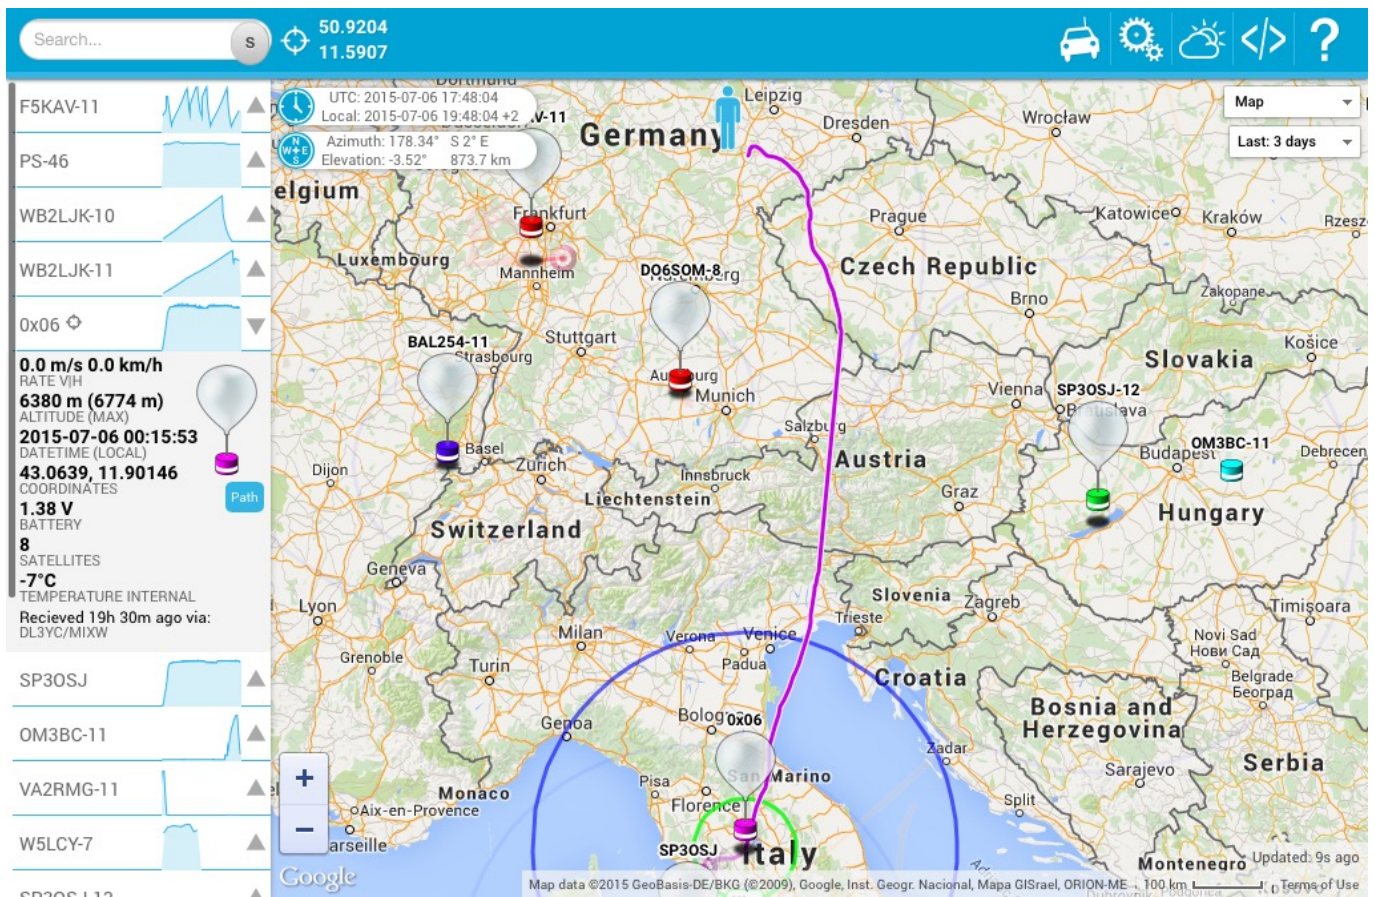 Search...
S
50.9204
11.5907
UTC: 2015-07-06 17:48:04
Local: 2015-07-06 19:48:04 +2
Azimuth: 178.34° S 2° E
Elevation: -3.52° 873.7 km
Map
Last: 3 days
F5KAV-11
PS-46
WB2LJK-10
WB2LJK-11
0x06
0.0 m/s 0.0 km/h
RATE V|H
6380 m (6774 m)
ALTITUDE (MAX)
2015-07-06 00:15:53
DATETIME (LOCAL)
43.0639, 11.90146
COORDINATES
Path
1.38 V
BATTERY
8
SATELLITES
-7°C
TEMPERATURE INTERNAL
Recieved 19h 30m ago via:
DL3YC/MIXW
SP3OSJ
OM3BC-11
VA2RMG-11
W5LCY-7
Dortmund
V-11
Leipzig
Germany
Dresden
Wrocław
elgium
Frankfurt
Prague
Katowice
Kraków
Rzesz
Luxembourg
Mannheim
DO6SOM-8
Czech Republic
Brno
Zakopane
BAL254-11
Strasbourg
Stuttgart
Slovakia
Košice
Augsburg
Munich
Vienna
SP3OSJ-12
Bratislava
Salzburg
OM3BC-11
Budapest
Debrecen
Dijon
Basel
Zurich
Innsbruck
Austria
Liechtenstein
Graz
Switzerland
Hungary
Geneva
Slovenia
Zagreb
Timișoara
Lyon
Milan
Verona
Venice
Trieste
Novi Sad
Нови Сад
Grenoble
Turin
Padua
Croatia
Belgrade
Београд
Genoa
Bologna
0x06
Bosnia and
Herzegovina
Zadar
Sarajevo
Serbia
Pisa
San Marino
Monaco
Florence
Split
Aix-en-Provence
arseille
SP3OSJ
Italy
Montenegro
Updated: 9s ago
+
−
Google
Map data ©2015 GeoBasis-DE/BKG (©2009), Google, Inst. Geogr. Nacional, Mapa GISrael, ORION-ME
100 km
Terms of Use